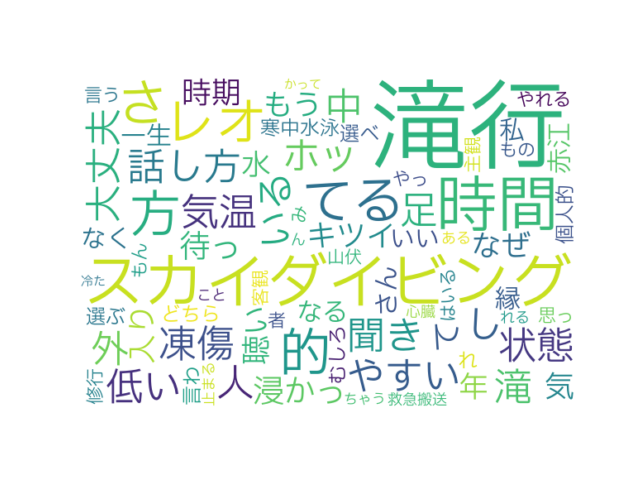 言う
さ
レオ
時期
もう
中
滝行
やれる
大丈夫
一生
寒中水泳
選べ
私
もの
主観
赤江
話し方
水
ホッ
方
気温
いる
てる
足
時間
やっ
個人的
なく
待っ
み
ん
キツイ
いい
ある
なぜ
もん
山伏
スカイダイビング
冷た
こと
客観
さん
心臓
はいる
縁
選ぶ
どちら
者
なる
れる
思っ
外
入り
凍傷
聴い
的
むしろ
聞き
て
し
状態
修行
低い
言わ
止まる
人
浸かっ
やすい
れ
年
滝
気
ちゃう
救急搬送
かって